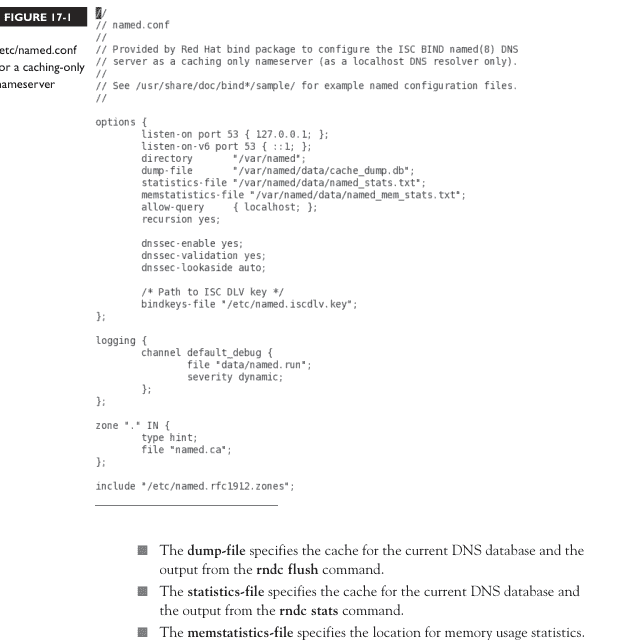 FIGURE 17-1
etc/named.conf
or a caching-only
nameserver
//
// named.conf
//
// Provided by Red Hat bind package to configure the ISC BIND named(8) DNS
// server as a caching only nameserver (as a localhost DNS resolver only).
//
// See /usr/share/doc/bind*/sample/ for example named configuration files.
//
options {
listen-on port 53 { 127.0.0.1; };
listen-on-v6 port 53 { ::1; };
directory "/var/named";
dump-file "/var/named/data/cache_dump.db";
statistics-file "/var/named/data/named_stats.txt";
memstatistics-file "/var/named/data/named_mem_stats.txt";
allow-query { localhost; };
recursion yes;
dnssec-enable yes;
dnssec-validation yes;
dnssec-lookaside auto;
/* Path to ISC DLV key */
bindkeys-file "/etc/named.iscdlv.key";
};
logging {
channel default_debug {
file "data/named.run";
severity dynamic;
};
};
zone "." IN {
type hint;
file "named.ca";
};
include "/etc/named.rfc1912.zones";
■ The dump-file specifies the cache for the current DNS database and the
output from the rndc flush command.
■ The statistics-file specifies the cache for the current DNS database and
the output from the rndc stats command.
■ The memstatistics-file specifies the location for memory usage statistics.